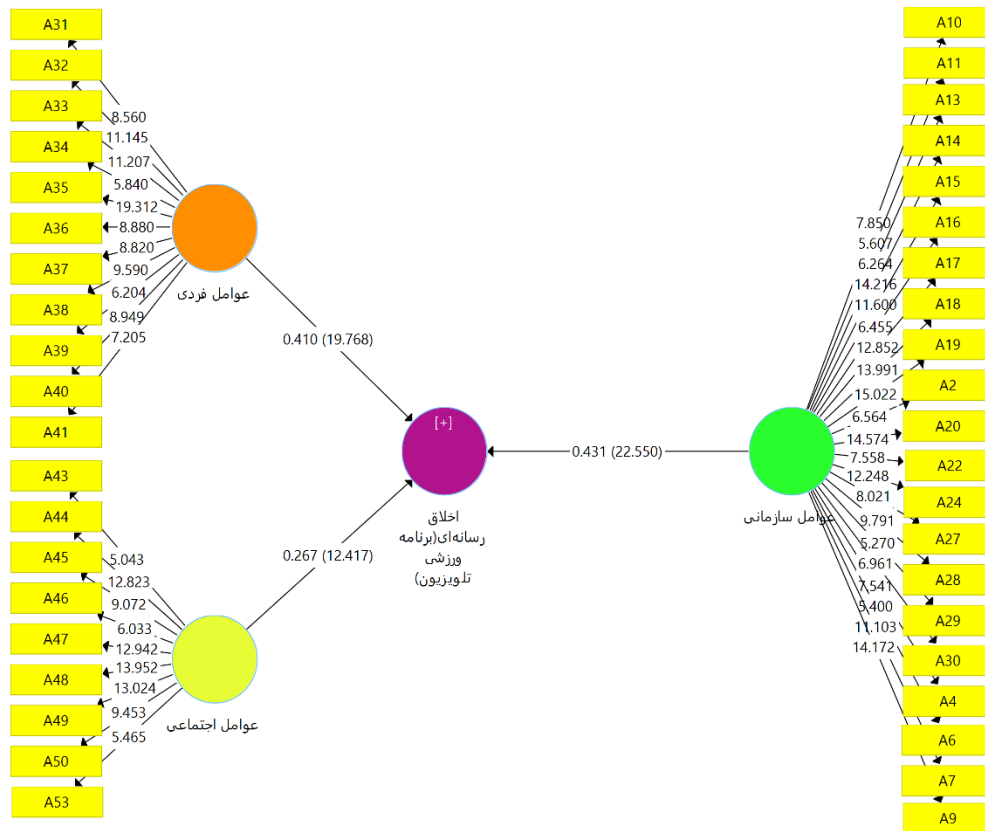 A31
A32
A33
A34
A35
A36
A37
A38
A39
A40
A41
8.560
11.145
11.207
5.840
19.312
8.880
8.820
9.590
6.204
8.949
7.205
عوامل فردی
0.410 (19.768)
A43
A44
A45
A46
A47
A48
A49
A50
A53
5.043
12.823
9.072
6.033
12.942
13.952
13.024
9.453
5.465
عوامل اجتماعی
0.267 (12.417)
[+]
اخلاق
رسانه‌ای(برنامه
ورزشی
تلویزیون)
0.431 (22.550)
عوامل سازمانی
7.850
5.607
6.264
14.216
11.600
6.455
12.852
13.991
15.022
6.564
14.574
7.558
12.248
8.021
9.791
5.270
6.961
7.541
5.400
11.103
14.172
A10
A11
A13
A14
A15
A16
A17
A18
A19
A2
A20
A22
A24
A27
A28
A29
A30
A4
A6
A7
A9